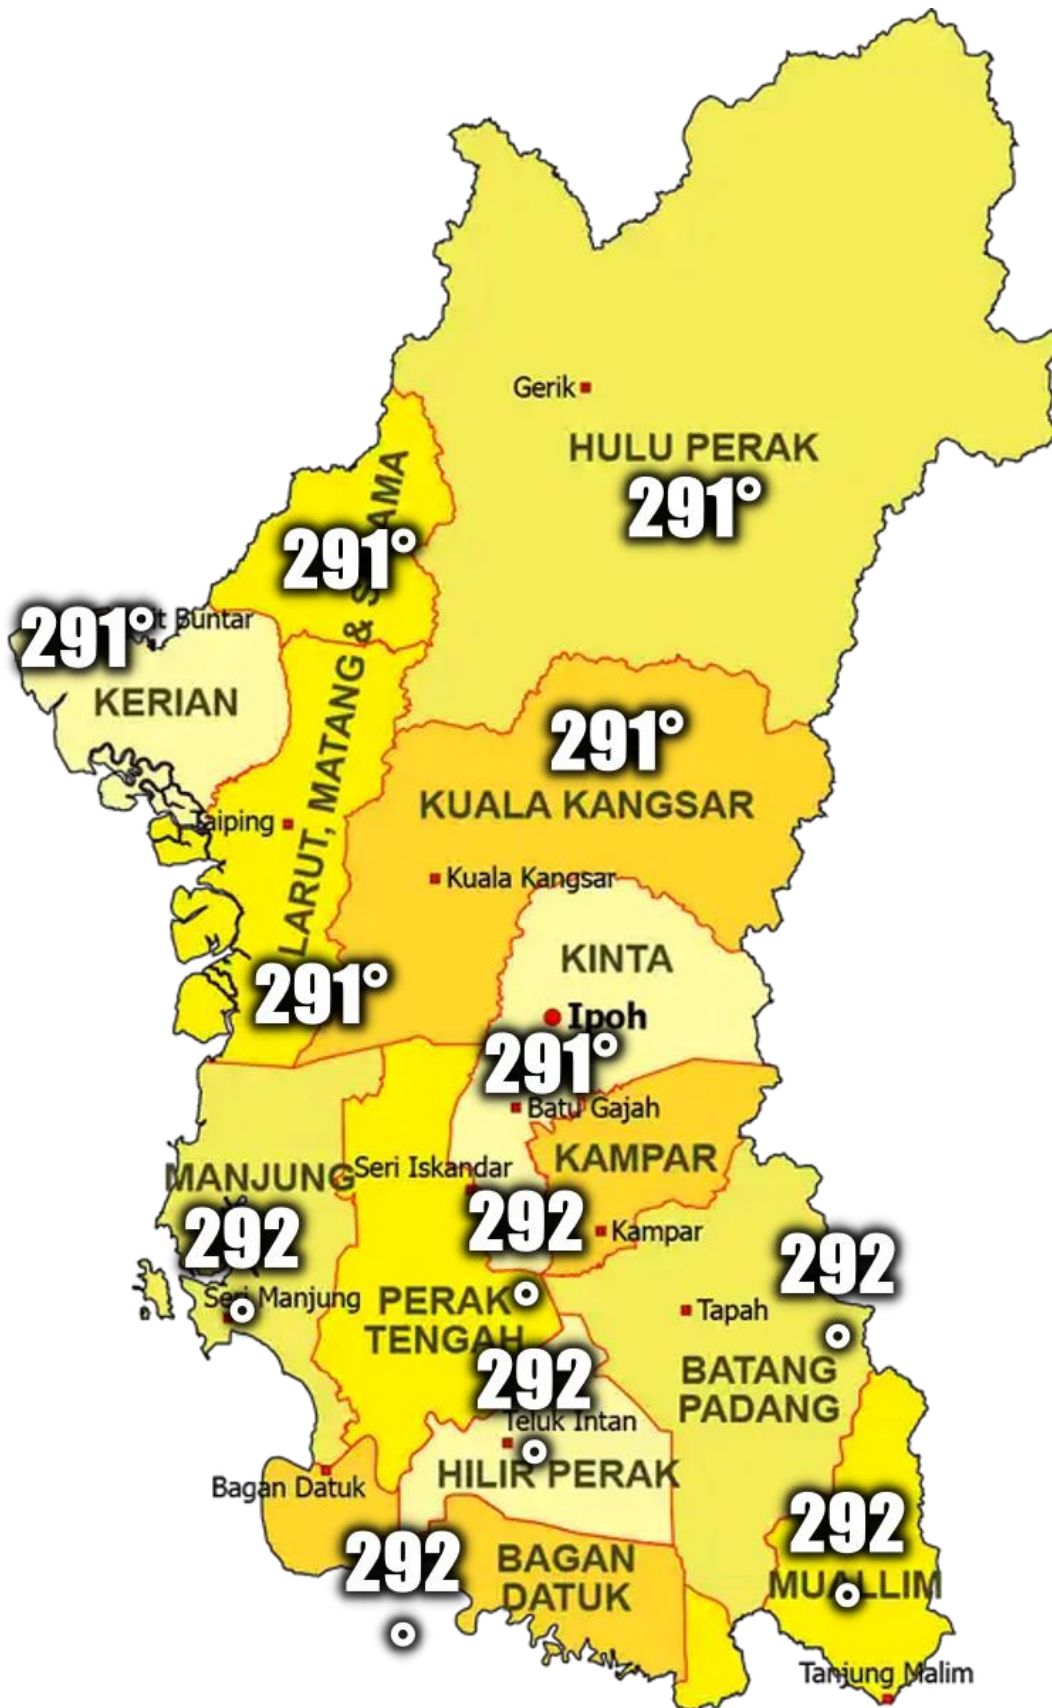 Gerik
HULU PERAK
291°
291°
291°
KERIAN
LARUT, MATANG &
291°
KUALA KANGSAR
Taiping
Kuala Kangsar
KINTA
291°
Ipoh
291°
Batu Gajah
KAMPAR
MANJUNG
Seri Iskandar
292°
292°
Kampar
292°
Seri Manjung
PERAK
TENGAH
Tapah
292°
BATANG
PADANG
Teluk Intan
HILIR PERAK
Bagan Datuk
292°
292°
BAGAN
DATUK
MUALLIM
Tanjung Malim